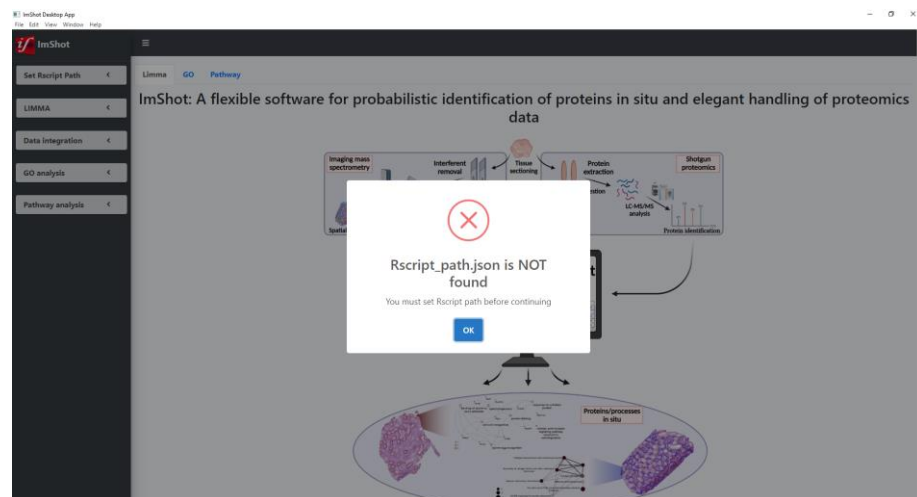 ImShot Desktop App
File Edit View Window Help
if ImShot
Set Rscript Path
LIMMA
Data integration
GO analysis
Pathway analysis
Limma GO Pathway
ImShot: A flexible software for probabilistic identification of proteins in situ and elegant handling of proteomics
data
Imaging mass
spectrometry
Interferent
removal
Tissue
sectioning
Protein
extraction
Shotgun
proteomics
LC-MS/MS
analysis
Protein identification
Rscript_path.json is NOT
found
You must set Rscript path before continuing
OK
Proteins/processes
in situ